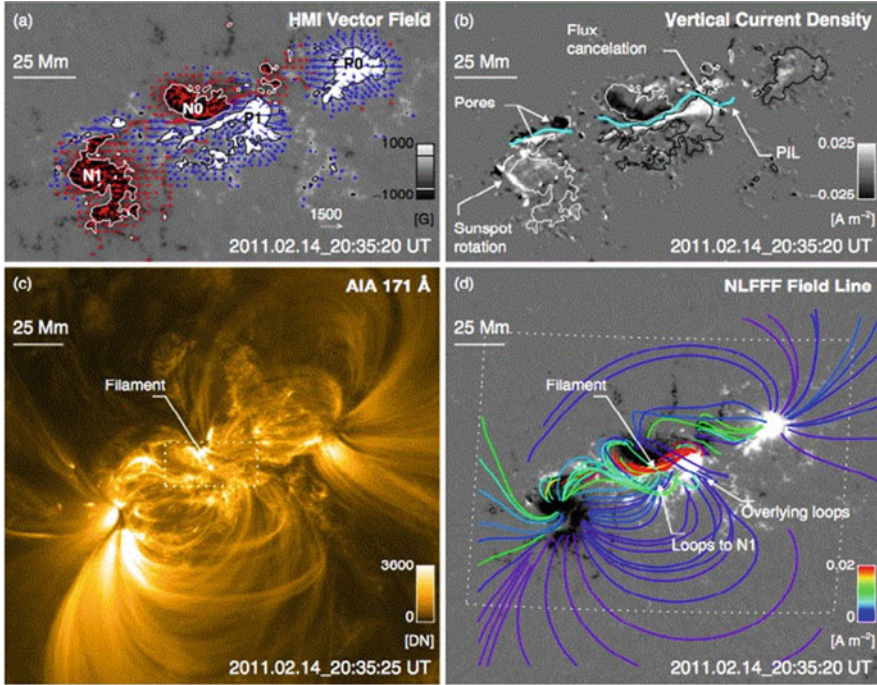 (a)
HMI Vector Field
25 Mm
P0
N0
P1
N1
1000
-1000
[G]
1500
2011.02.14_20:35:20 UT
(b)
Vertical Current Density
25 Mm
Flux
cancelation
Pores
PIL
0.025
-0.025
[A m⁻²]
Sunspot
rotation
2011.02.14_20:35:20 UT
(c)
AIA 171 Å
25 Mm
Filament
3600
0
[DN]
2011.02.14_20:35:25 UT
(d)
NLFFF Field Line
25 Mm
Filament
Overlying loops
Loops to N1
0.02
0
[A m⁻²]
2011.02.14_20:35:20 UT